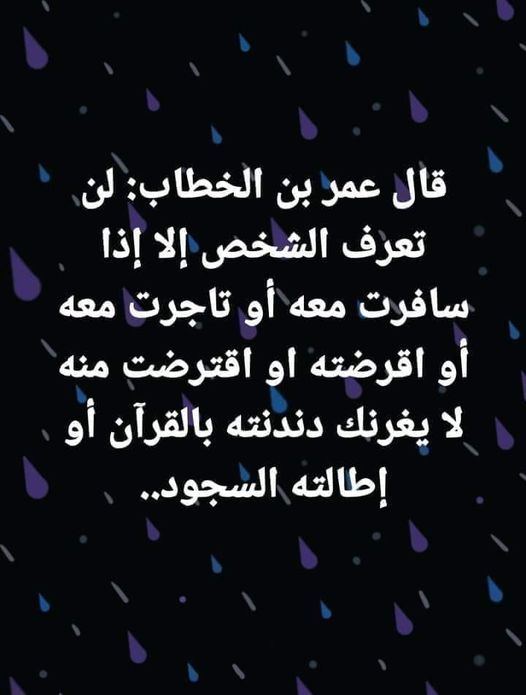 قال عمر بن الخطاب: لن
تعرف الشخص إلا إذا
سافرت معه أو تاجرت معه
أو اقرضته او اقترضت منه
لا يغرنك دندنته بالقرآن أو
إطالته السجود..